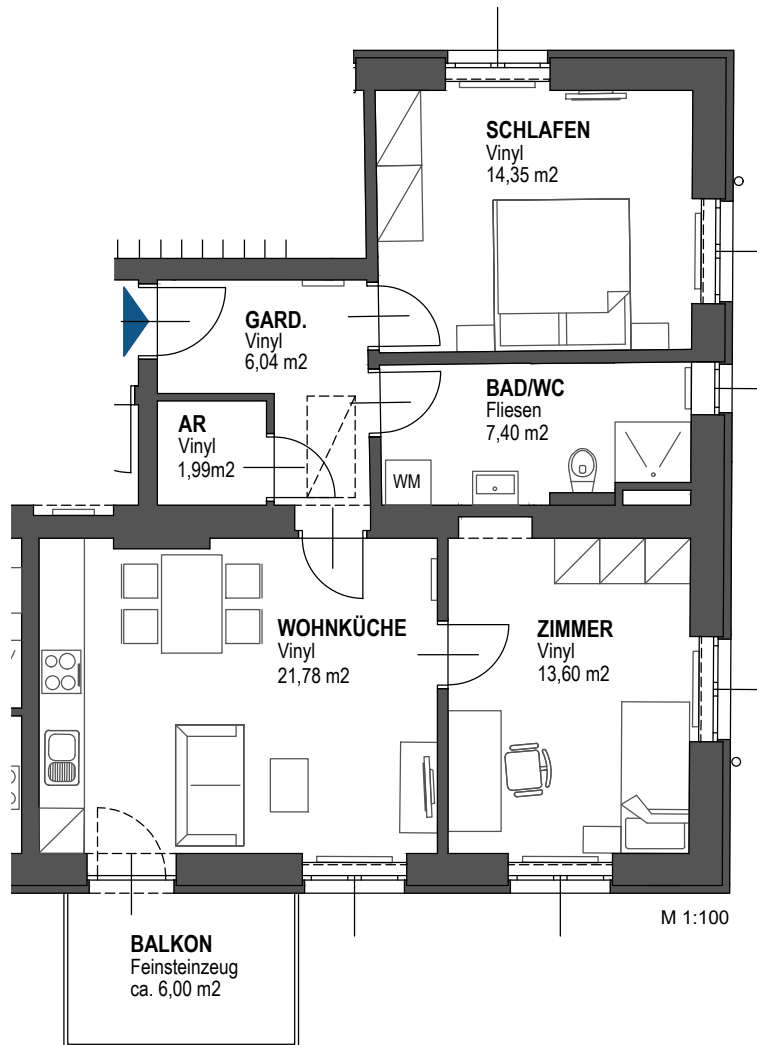 SCHLAFEN
Vinyl
14,35 m2
GARD.
Vinyl
6,04 m2
BAD/WC
Fliesen
7,40 m2
AR
Vinyl
1,99m2
WM
WOHNKÜCHE
Vinyl
21,78 m2
ZIMMER
Vinyl
13,60 m2
M 1:100
BALKON
Feinsteinzeug
ca. 6,00 m2